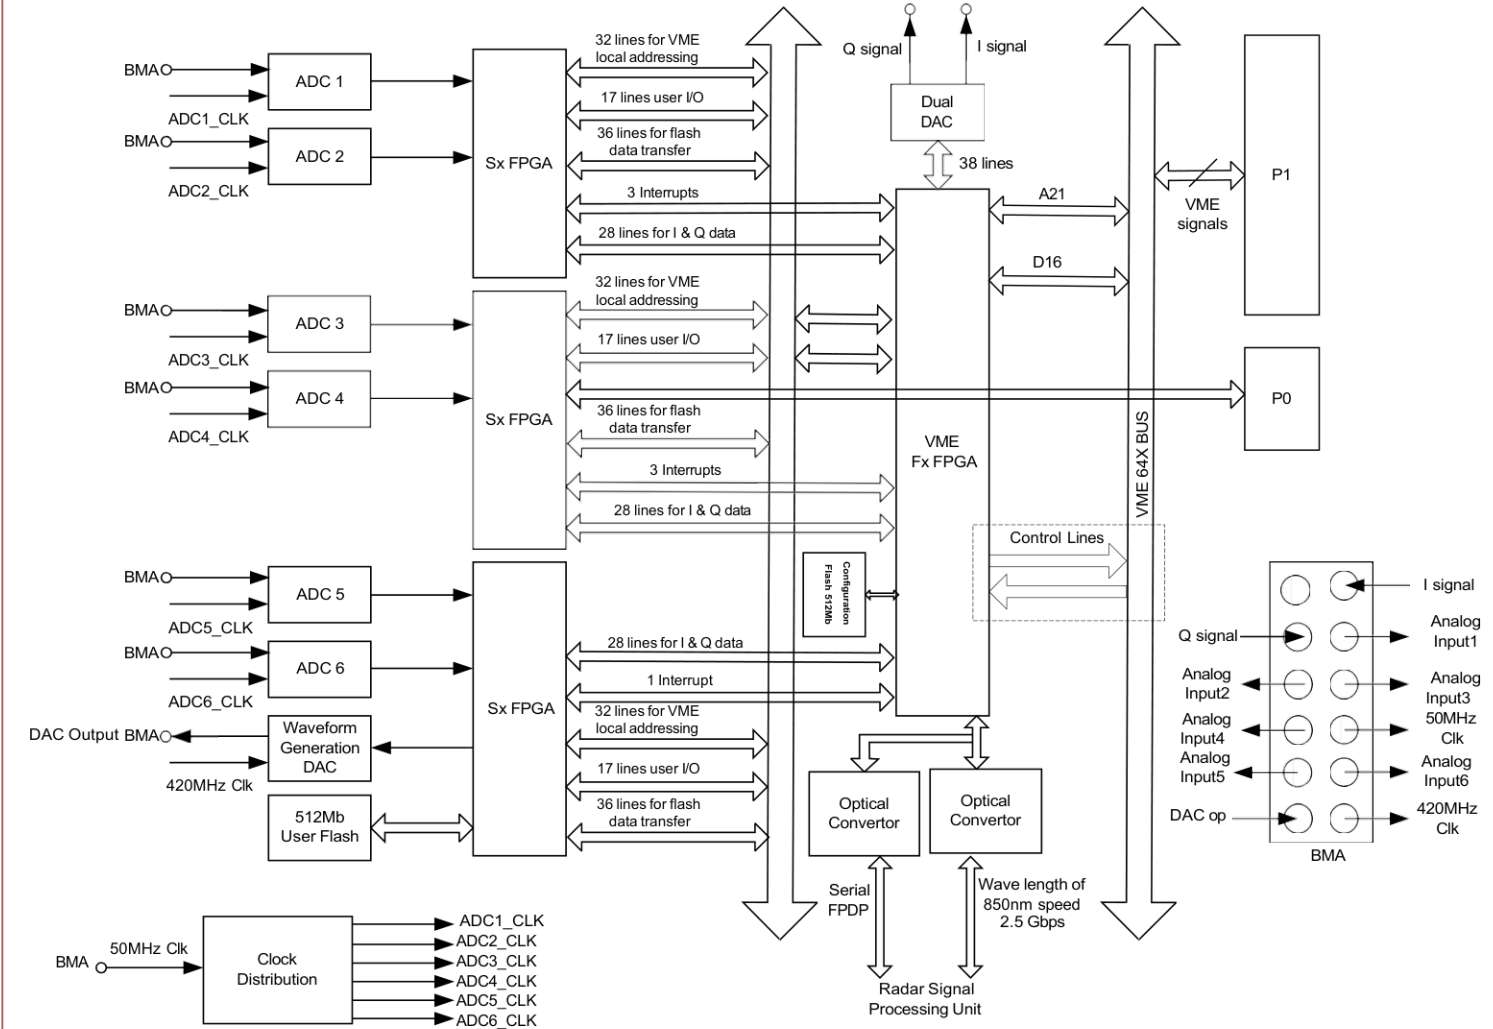 BMA
ADC 1
ADC1_CLK
BMA
ADC 2
ADC2_CLK
Sx FPGA
32 lines for VME
local addressing
17 lines user I/O
36 lines for flash
data transfer
3 Interrupts
28 lines for I & Q data
Q signal
I signal
Dual
DAC
38 lines
A21
D16
VME
signals
P1
BMA
ADC 3
ADC3_CLK
BMA
ADC 4
ADC4_CLK
Sx FPGA
32 lines for VME
local addressing
17 lines user I/O
36 lines for flash
data transfer
3 Interrupts
28 lines for I & Q data
VME
Fx FPGA
VME 64X BUS
P0
Control Lines
Configuration
Flash 512Mb
BMA
ADC 5
ADC5_CLK
BMA
ADC 6
ADC6_CLK
DAC Output BMA
Waveform
Generation
DAC
420MHz Clk
512Mb
User Flash
Sx FPGA
28 lines for I & Q data
1 Interrupt
32 lines for VME
local addressing
17 lines user I/O
36 lines for flash
data transfer
Optical
Convertor
Optical
Convertor
Serial
FPDP
Wave length of
850nm speed
2.5 Gbps
Radar Signal
Processing Unit
I signal
Q signal
Analog
Input1
Analog
Input2
Analog
Input3
Analog
Input4
50MHz
Clk
Analog
Input5
Analog
Input6
DAC op
420MHz
Clk
BMA
BMA
50MHz Clk
Clock
Distribution
ADC1_CLK
ADC2_CLK
ADC3_CLK
ADC4_CLK
ADC5_CLK
ADC6_CLK